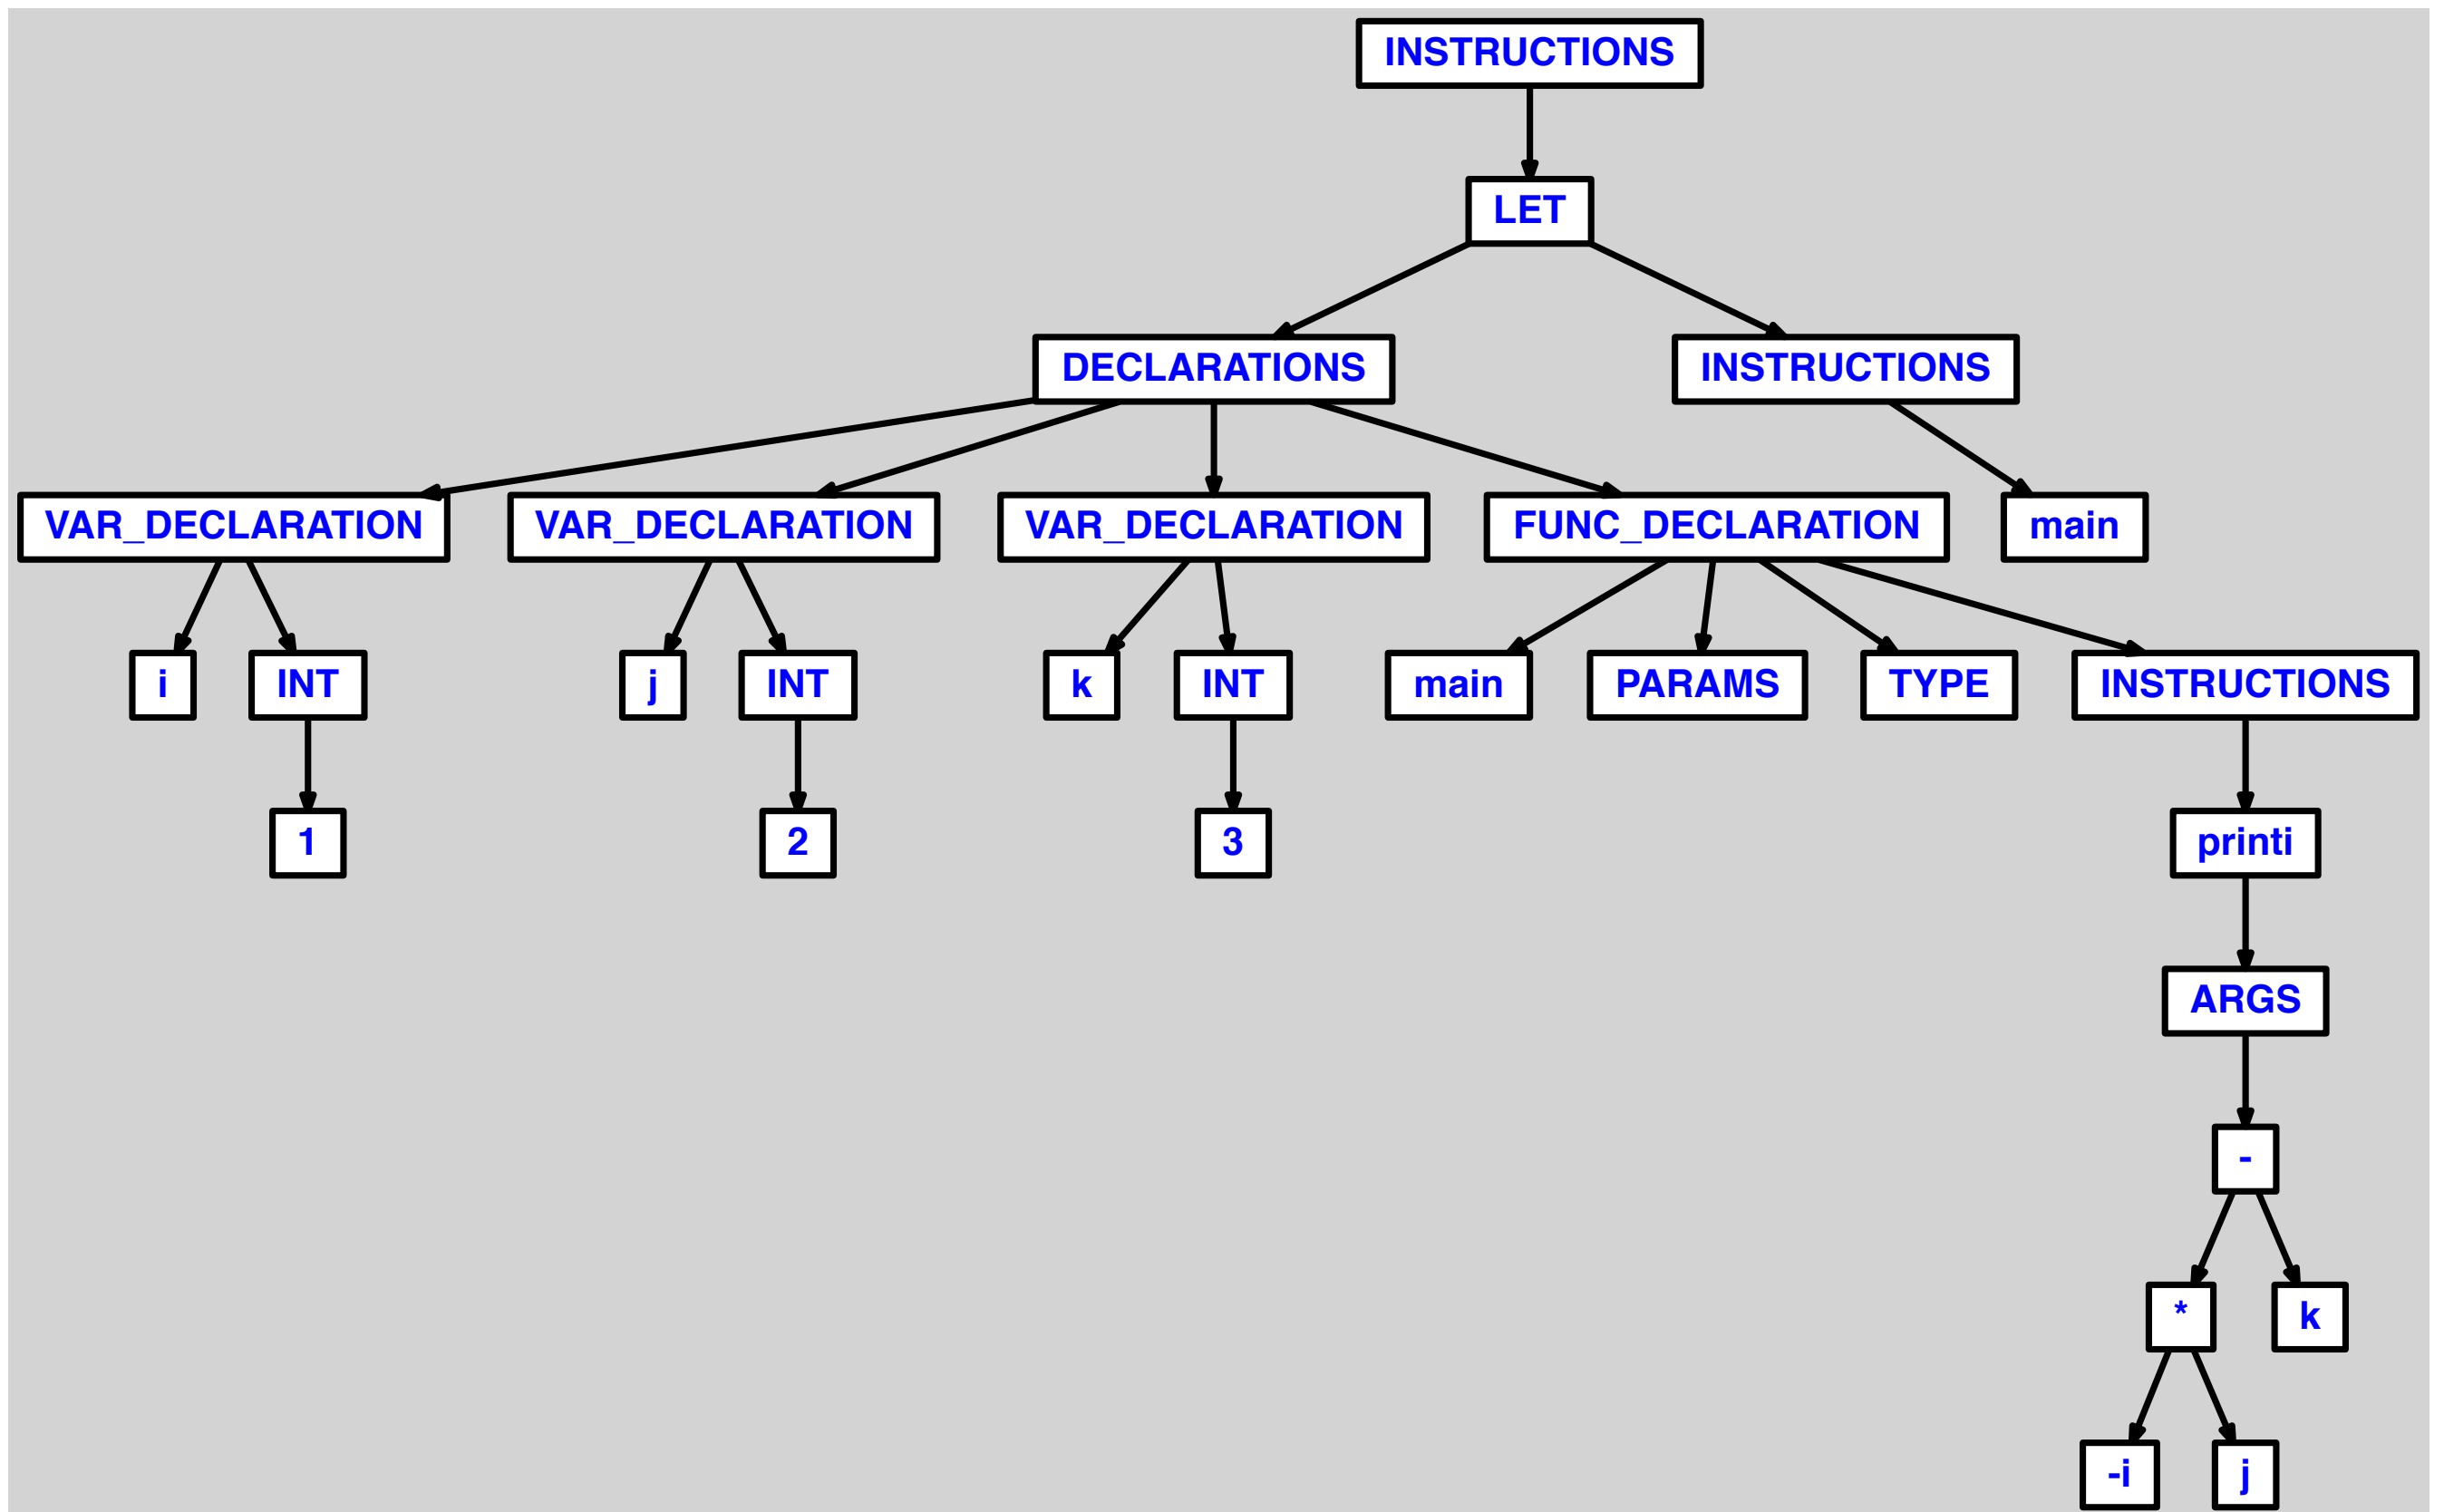 INSTRUCTIONS
LET
DECLARATIONS
INSTRUCTIONS
VAR_DECLARATION
VAR_DECLARATION
VAR_DECLARATION
FUNC_DECLARATION
main
i
INT
j
INT
k
INT
main
PARAMS
TYPE
INSTRUCTIONS
1
2
3
printi
ARGS
-
*
k
-i
j